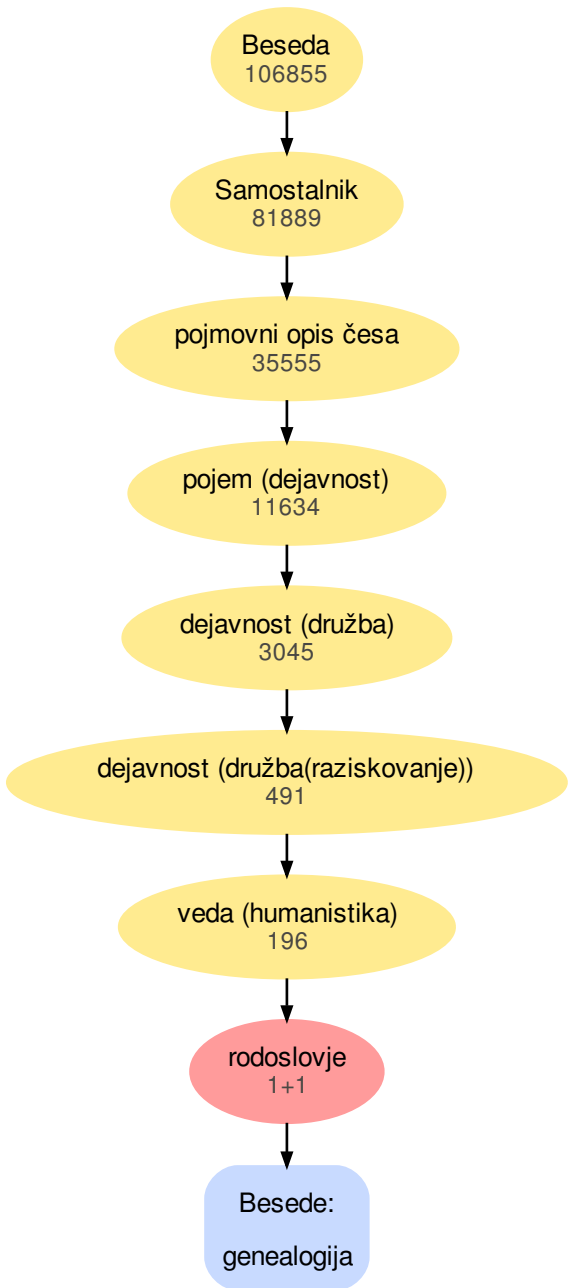 Beseda
106855
Samostalnik
81889
pojmovni opis česa
35555
pojem (dejavnost)
11634
dejavnost (družba)
3045
dejavnost (družba(raziskovanje))
491
veda (humanistika)
196
rodoslovje
1+1
Besede:
genealogija